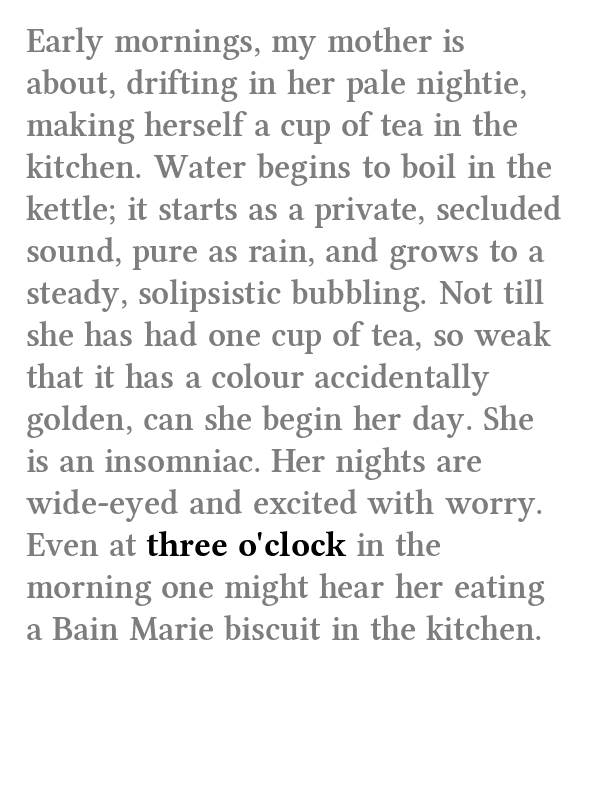 Early mornings, my mother is
about, drifting in her pale nightie,
making herself a cup of tea in the
kitchen. Water begins to boil in the
kettle; it starts as a private, secluded
sound, pure as rain, and grows to a
steady, solipsistic bubbling. Not till
she has had one cup of tea, so weak
that it has a colour accidentally
golden, can she begin her day. She
is an insomniac. Her nights are
wide-eyed and excited with worry.
Even at three o'clock in the
morning one might hear her eating
a Bain Marie biscuit in the kitchen.